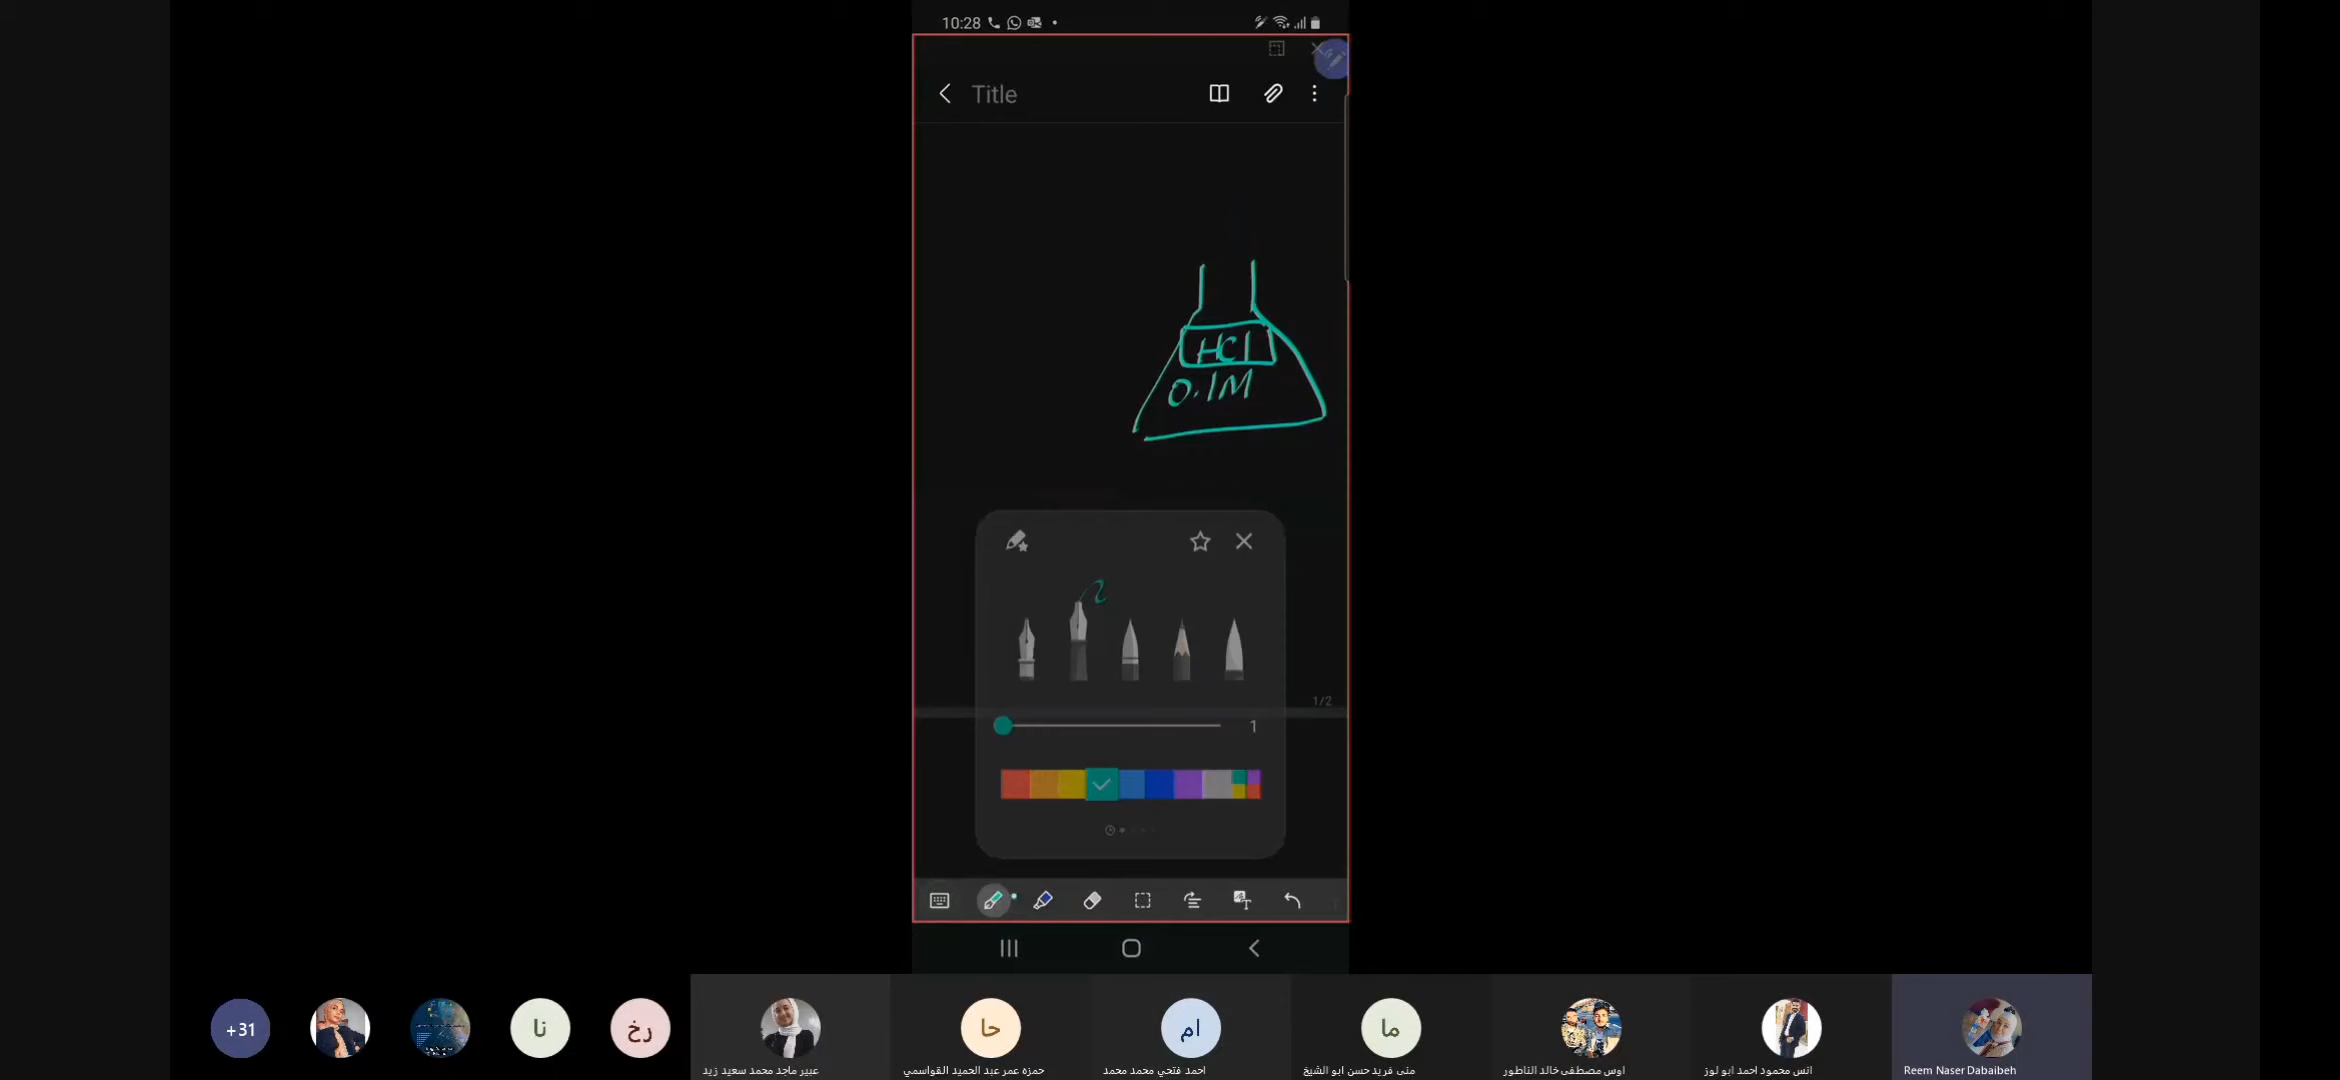 10:28
Title
HCl
0.1M
1/2
1
+31
نا
رخ
حا
ام
ما
عبير ماجد محمد سعيد زيد
حمزه عمر عبد الحميد القواسمي
احمد فتحي محمد محمد
منى فريد حسن ابو الشيخ
اوس مصطفى خالد الناطور
انس محمود احمد ابو لوز
Reem Naser Dababeh